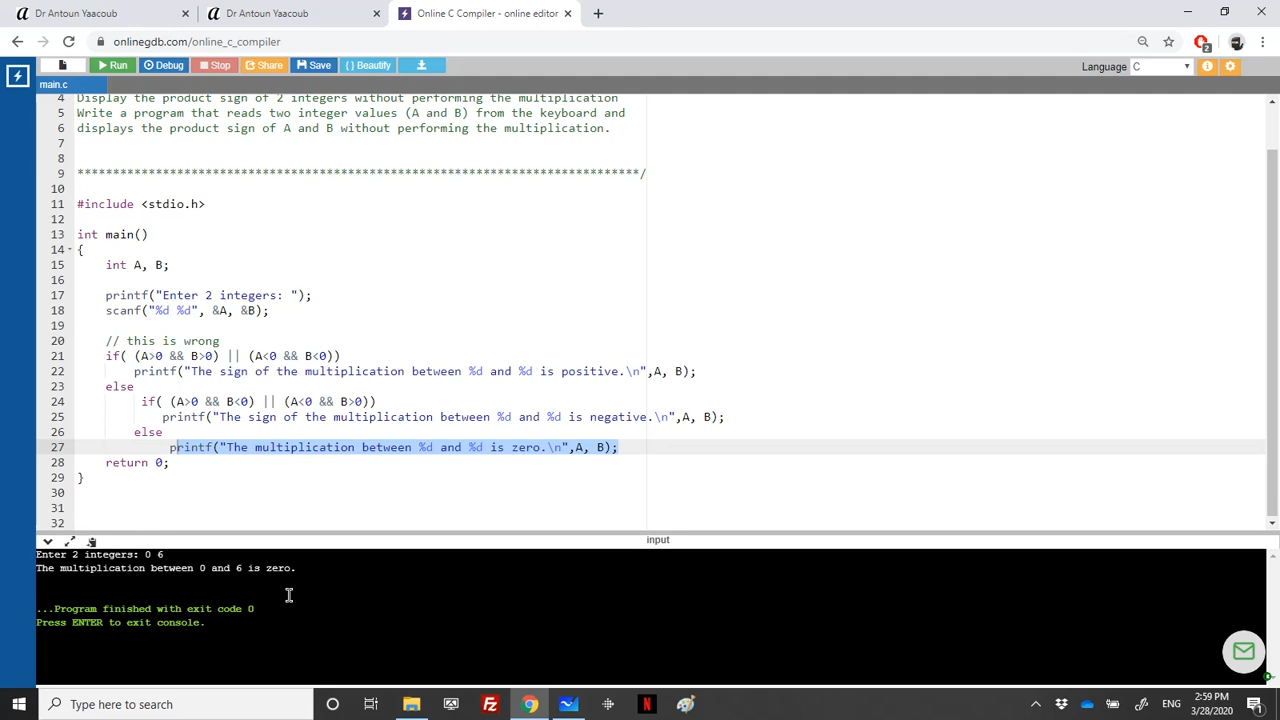 Dr Antoun Yaacoub
Dr Antoun Yaacoub
Online C Compiler - online editor
onlinegdb.com/online_c_compiler
2
Run Debug Stop Share Save { } Beautify
Language C
main.c
4 Display the product sign of 2 integers without performing the multiplication
5 Write a program that reads two integer values (A and B) from the keyboard and
6 displays the product sign of A and B without performing the multiplication.
7
8
9 *******************************************************************************/
10
11 #include <stdio.h>
12
13 int main()
14 {
15 int A, B;
16
17 printf("Enter 2 integers: ");
18 scanf("%d %d", &A, &B);
19
20 // this is wrong
21 if( (A>0 && B>0) || (A<0 && B<0))
22 printf("The sign of the multiplication between %d and %d is positive.\n",A, B);
23 else
24 if( (A>0 && B<0) || (A<0 && B>0))
25 printf("The sign of the multiplication between %d and %d is negative.\n",A, B);
26 else
27 printf("The multiplication between %d and %d is zero.\n",A, B);
28 return 0;
29 }
30
31
32
input
Enter 2 integers: 0 6
The multiplication between 0 and 6 is zero.
...Program finished with exit code 0
Press ENTER to exit console.
Type here to search
ENG
2:59 PM
3/28/2020
1